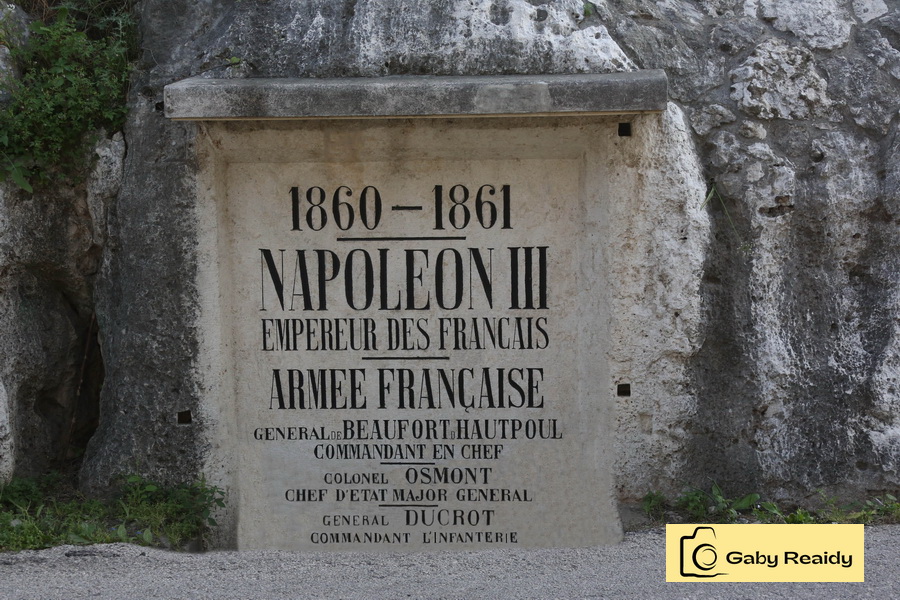 1860 — 1861
NAPOLEON III
EMPEREUR DES FRANCAIS
ARMEE FRANÇAISE
GENERAL DE BEAUFORT D'HAUTPOUL
COMMANDANT EN CHEF
COLONEL OSMONT
CHEF D'ETAT MAJOR GENERAL
GENERAL DUCROT
COMMANDANT L'INFANTERIE
Gaby Reaidy